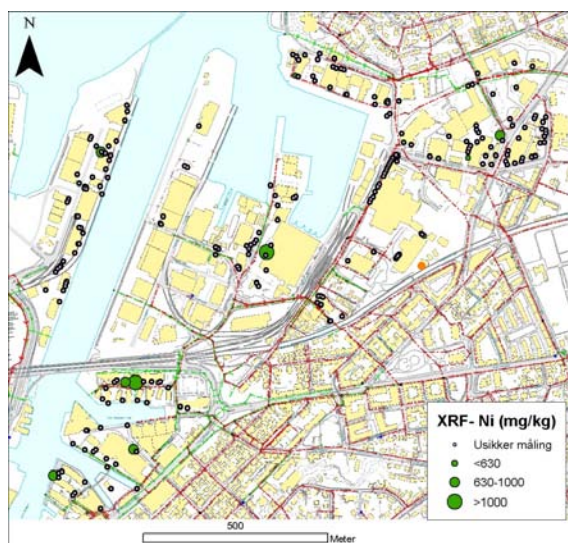 N
XRF- Ni (mg/kg)
Usikker måling
<630
630-1000
>1000
500
Meter